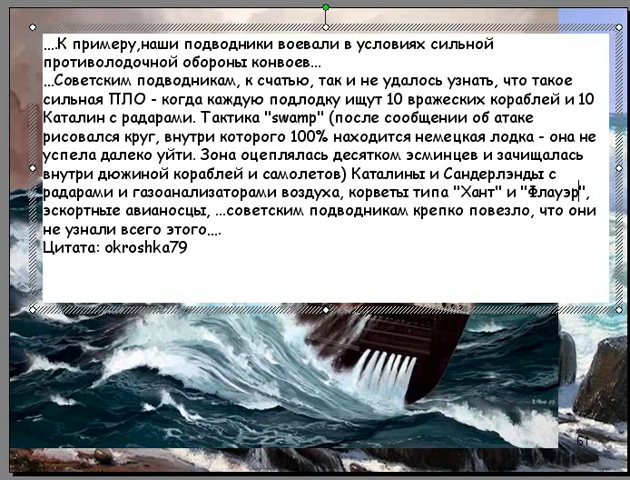 ....К примеру,наши подводники воевали в условиях сильной
противолодочной обороны конвоев...
...Советским подводникам, к счатью, так и не удалось узнать, что такое
сильная ПЛО - когда каждую подлодку ищут 10 вражеских кораблей и 10
Каталин с радарами. Тактика "swamp" (после сообщении об атаке
рисовался круг, внутри которого 100% находится немецкая лодка - она не
успела далеко уйти. Зона оцеплялась десятком эсминцев и зачищалась
внутри дюжиной кораблей и самолетов) Каталины и Сандерлэнды с
радарами и газоанализаторами воздуха, корветы типа "Хант" и "Флауэр",
эскортные авианосцы, ...советским подводникам крепко повезло, что они
не узнали всего этого....
Цитата: okroshka79
61